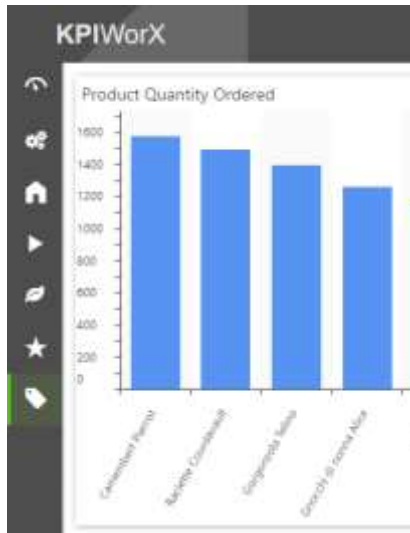 KPIWorX
Product Quantity Ordered
1600
1400
1200
1000
800
600
400
200
0
Camembert Pierrot
Raclette Courdavault
Gorgonzola Telino
Gnocchi di nonna Alice